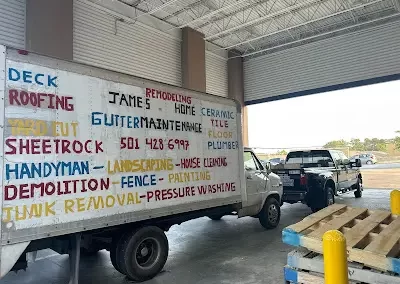 DECK
ROOFING JAMES REMODELING HOME CERAMIC TILE
GUTTER MAINTENANCE FLOOR
SHEETROCK 501 428 6997 PLUMBER
HANDYMAN - LANDSCAPING - HOUSE CLEANING
DEMOLITION - FENCE - PAINTING
JUNK REMOVAL - PRESSURE WASHING